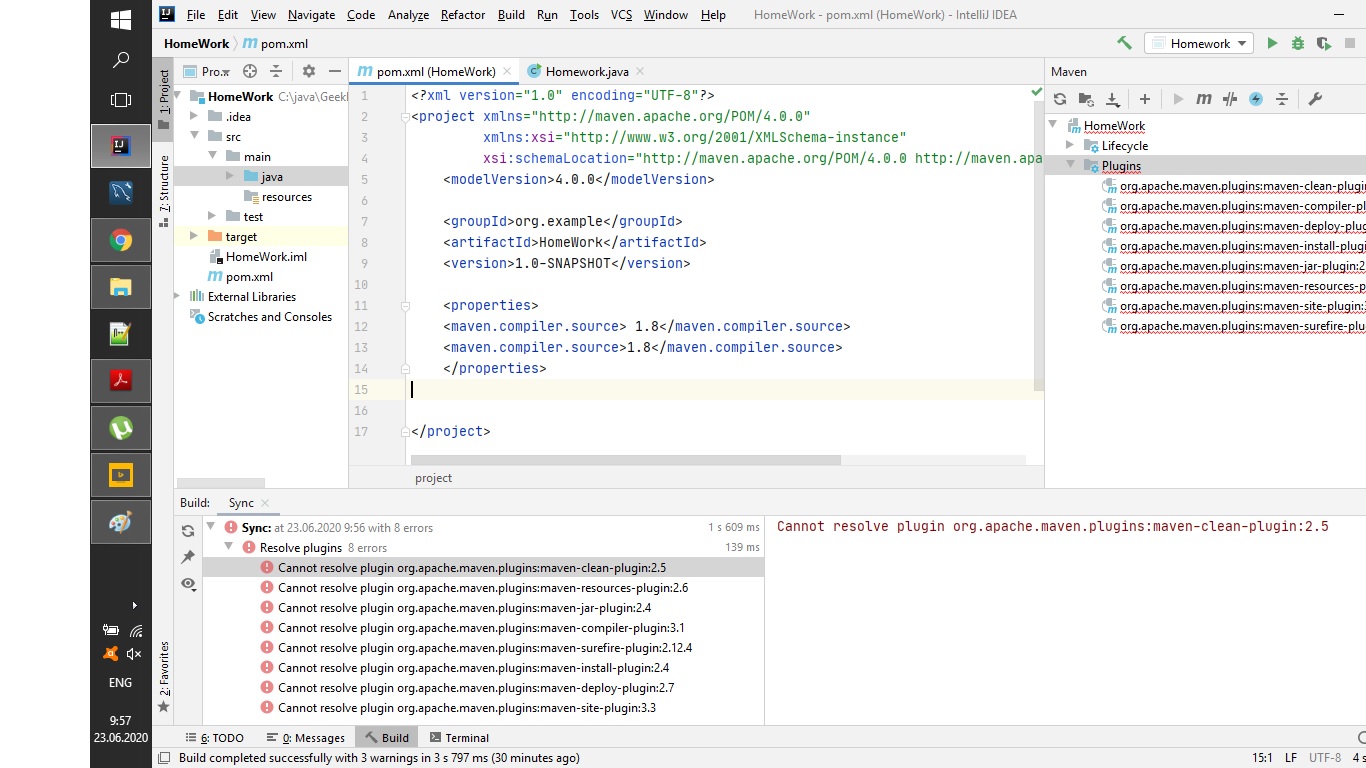 File Edit View Navigate Code Analyze Refactor Build Run Tools VCS Window Help HomeWork - pom.xml (HomeWork) - IntelliJ IDEA
HomeWork pom.xml
Homework
1: Project
Pro...
pom.xml (HomeWork)
Homework.java
Maven
HomeWork C:\java\Geekl
.idea
src
main
java
resources
test
target
HomeWork.iml
pom.xml
External Libraries
Scratches and Consoles
7: Structure
1 <?xml version="1.0" encoding="UTF-8"?>
2 <project xmlns="http://maven.apache.org/POM/4.0.0"
3 xmlns:xsi="http://www.w3.org/2001/XMLSchema-instance"
4 xsi:schemaLocation="http://maven.apache.org/POM/4.0.0 http://maven.apa
5 <modelVersion>4.0.0</modelVersion>
6
7 <groupId>org.example</groupId>
8 <artifactId>HomeWork</artifactId>
9 <version>1.0-SNAPSHOT</version>
10
11 <properties>
12 <maven.compiler.source> 1.8</maven.compiler.source>
13 <maven.compiler.source>1.8</maven.compiler.source>
14 </properties>
15
16
17 </project>
project
HomeWork
Lifecycle
Plugins
org.apache.maven.plugins:maven-clean-plugin
org.apache.maven.plugins:maven-compiler-pl
org.apache.maven.plugins:maven-deploy-plug
org.apache.maven.plugins:maven-install-plugi
org.apache.maven.plugins:maven-jar-plugin:2
org.apache.maven.plugins:maven-resources-p
org.apache.maven.plugins:maven-site-plugin:3
org.apache.maven.plugins:maven-surefire-plu
Build: Sync
Sync: at 23.06.2020 9:56 with 8 errors 1 s 609 ms
Resolve plugins 8 errors 139 ms
Cannot resolve plugin org.apache.maven.plugins:maven-clean-plugin:2.5
Cannot resolve plugin org.apache.maven.plugins:maven-resources-plugin:2.6
Cannot resolve plugin org.apache.maven.plugins:maven-jar-plugin:2.4
Cannot resolve plugin org.apache.maven.plugins:maven-compiler-plugin:3.1
Cannot resolve plugin org.apache.maven.plugins:maven-surefire-plugin:2.12.4
Cannot resolve plugin org.apache.maven.plugins:maven-install-plugin:2.4
Cannot resolve plugin org.apache.maven.plugins:maven-deploy-plugin:2.7
Cannot resolve plugin org.apache.maven.plugins:maven-site-plugin:3.3
Cannot resolve plugin org.apache.maven.plugins:maven-clean-plugin:2.5
2: Favorites
6: TODO 0: Messages Build Terminal
Build completed successfully with 3 warnings in 3 s 797 ms (30 minutes ago) 15:1 LF UTF-8 4 s
ENG
9:57
23.06.2020